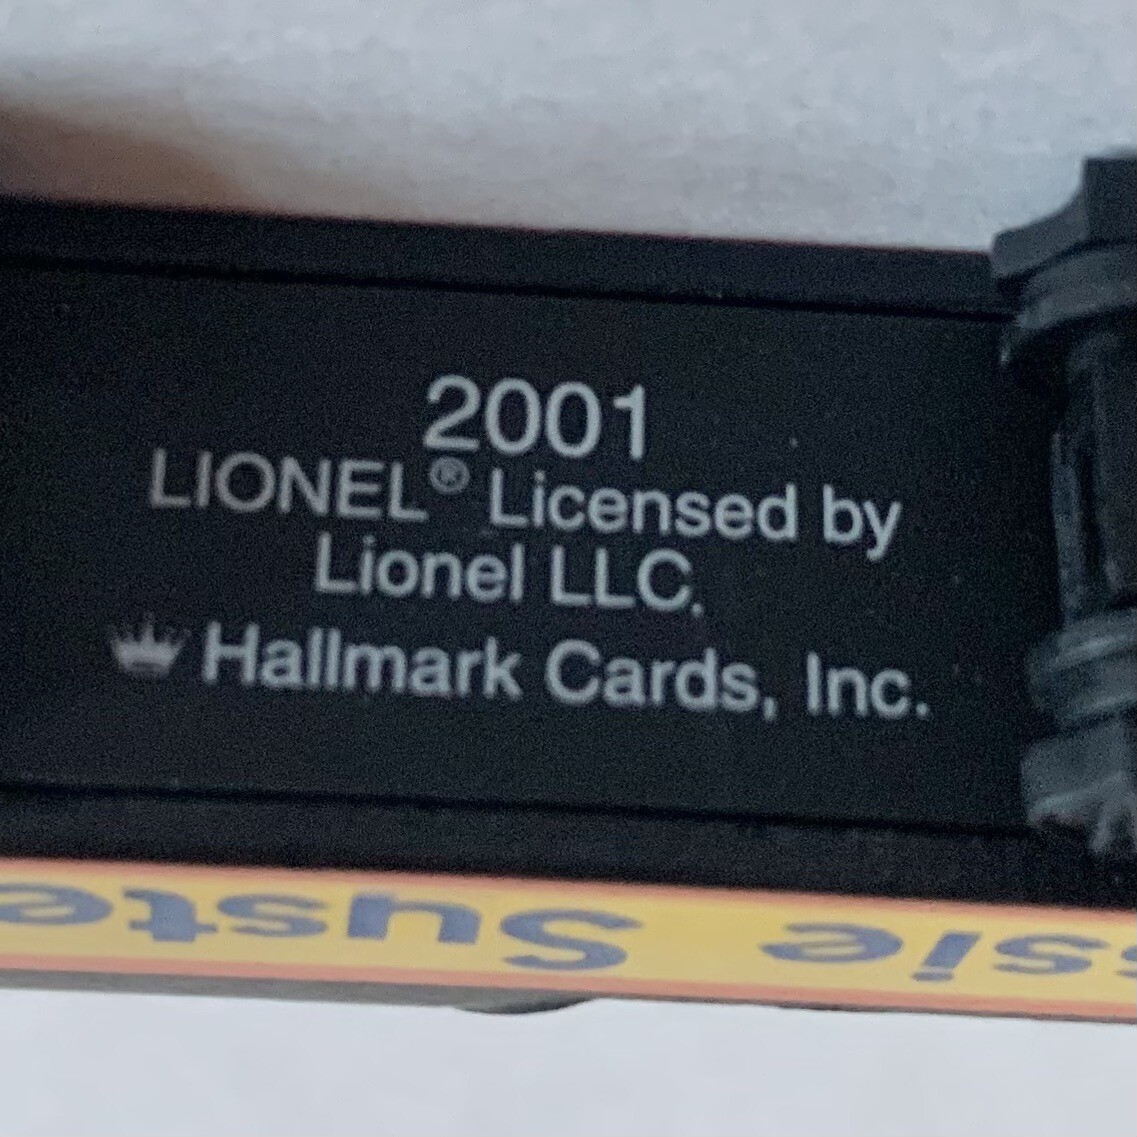 2001
LIONEL® Licensed by
Lionel LLC.
Hallmark Cards, Inc.